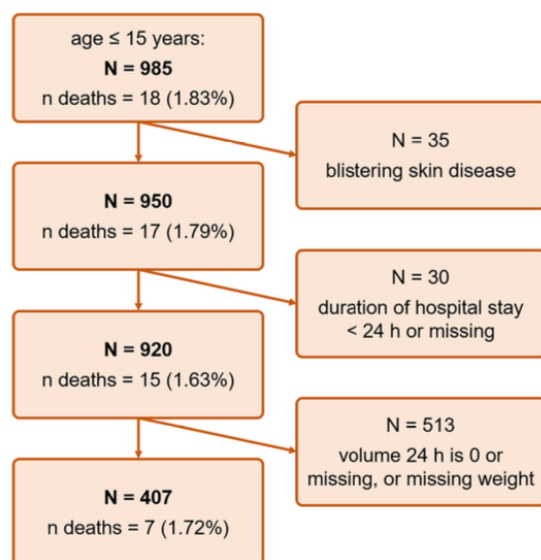 age ≤ 15 years:
N = 985
n deaths = 18 (1.83%)
N = 35
blistering skin disease
N = 950
n deaths = 17 (1.79%)
N = 30
duration of hospital stay
< 24 h or missing
N = 920
n deaths = 15 (1.63%)
N = 513
volume 24 h is 0 or
missing, or missing weight
N = 407
n deaths = 7 (1.72%)